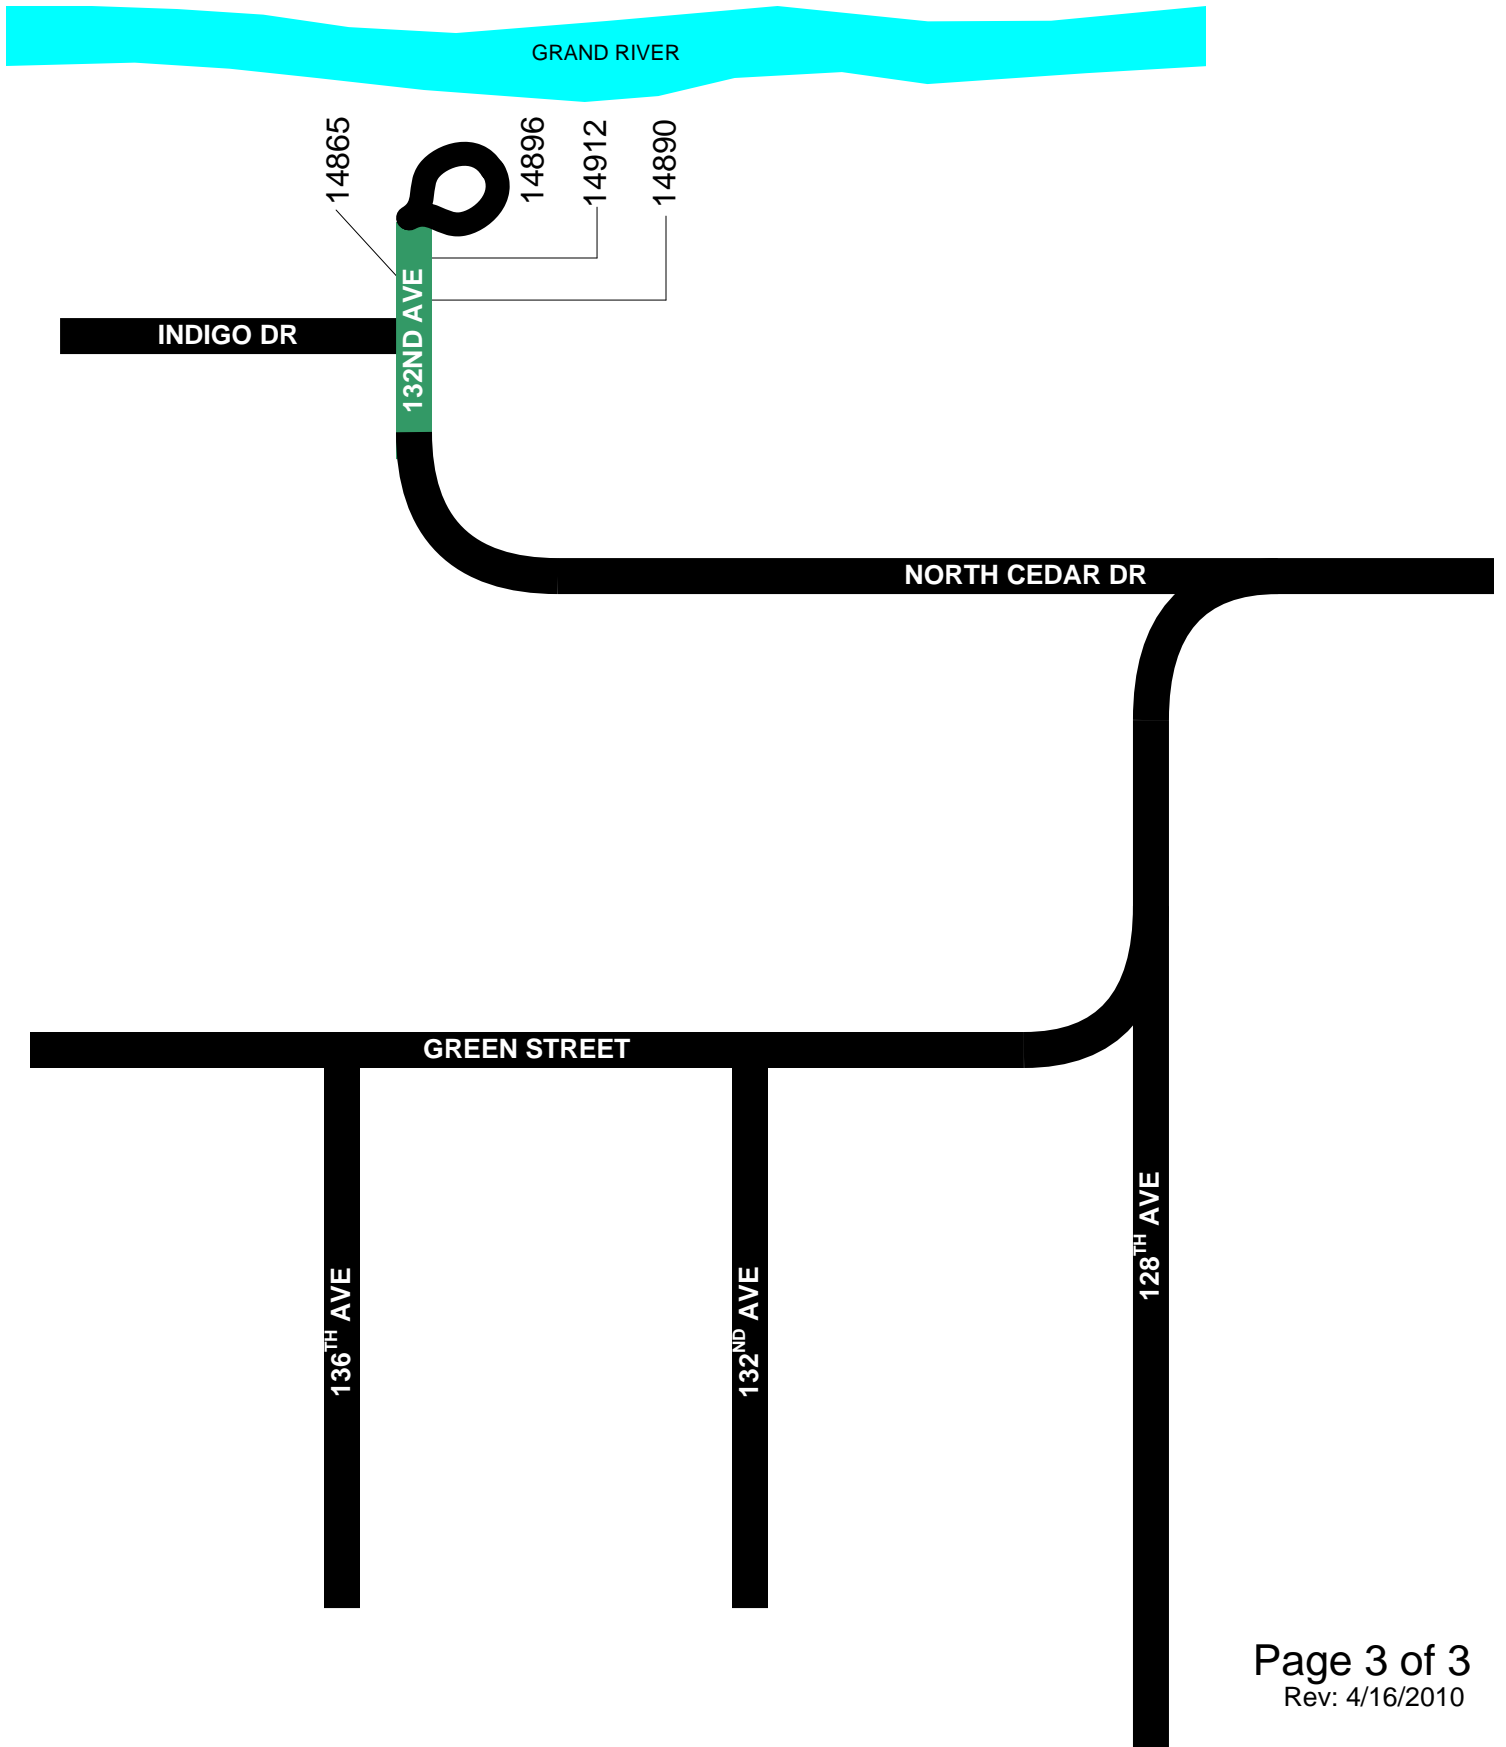 GRAND RIVER
14865
14896
14912
14890
INDIGO DR
132ND AVE
NORTH CEDAR DR
GREEN STREET
136TH AVE
132ND AVE
128TH AVE
Page 3 of 3
Rev: 4/16/2010